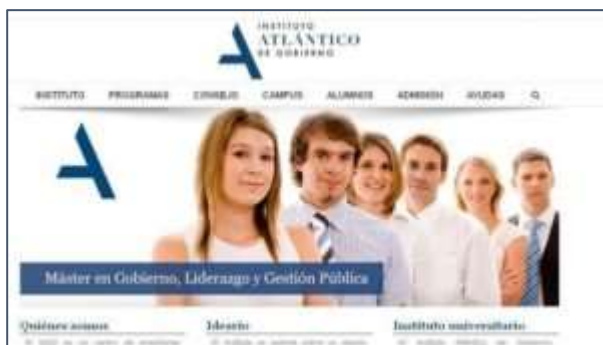 INSTITUTO
ATLÁNTICO
DE GOBIERNO
INSTITUTO PROGRAMAS CONSEJO CAMPUS ALUMNOS ADMISIÓN AYUDAS
Máster en Gobierno, Liderazgo y Gestión Pública
Quiénes somos Ideario Instituto universitario